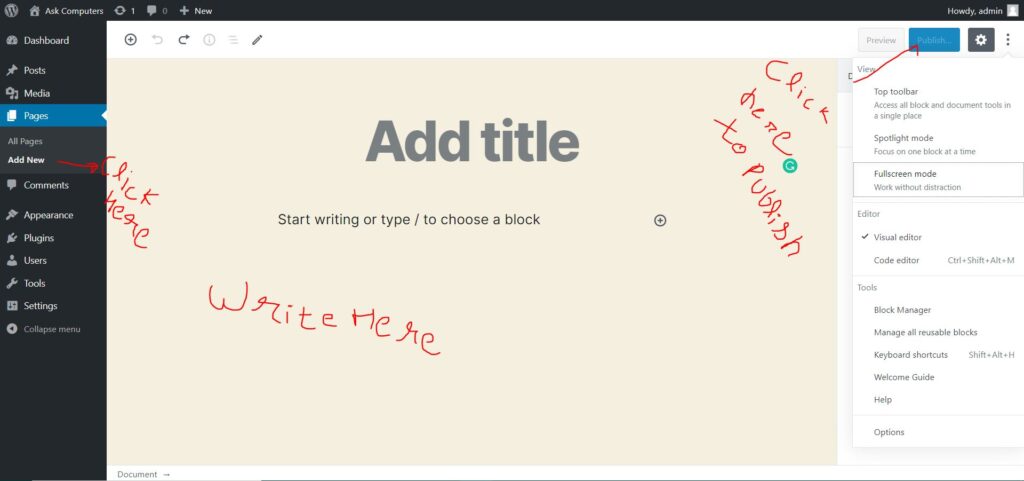 Ask Computers 1 0 + New Howdy, admin
Dashboard
Posts
Media
Pages
All Pages
Add New
Comments
Appearance
Plugins
Users
Tools
Settings
Collapse menu
Click
Here
Preview Publish...
Add title
Start writing or type / to choose a block
Write Here
Click
here
to Publish
D
View
Top toolbar
Access all block and document tools in
a single place
Spotlight mode
Focus on one block at a time
Fullscreen mode
Work without distraction
Editor
Visual editor
Code editor Ctrl+Shift+Alt+M
Tools
Block Manager
Manage all reusable blocks
Keyboard shortcuts Shift+Alt+H
Welcome Guide
Help
Options
Document →